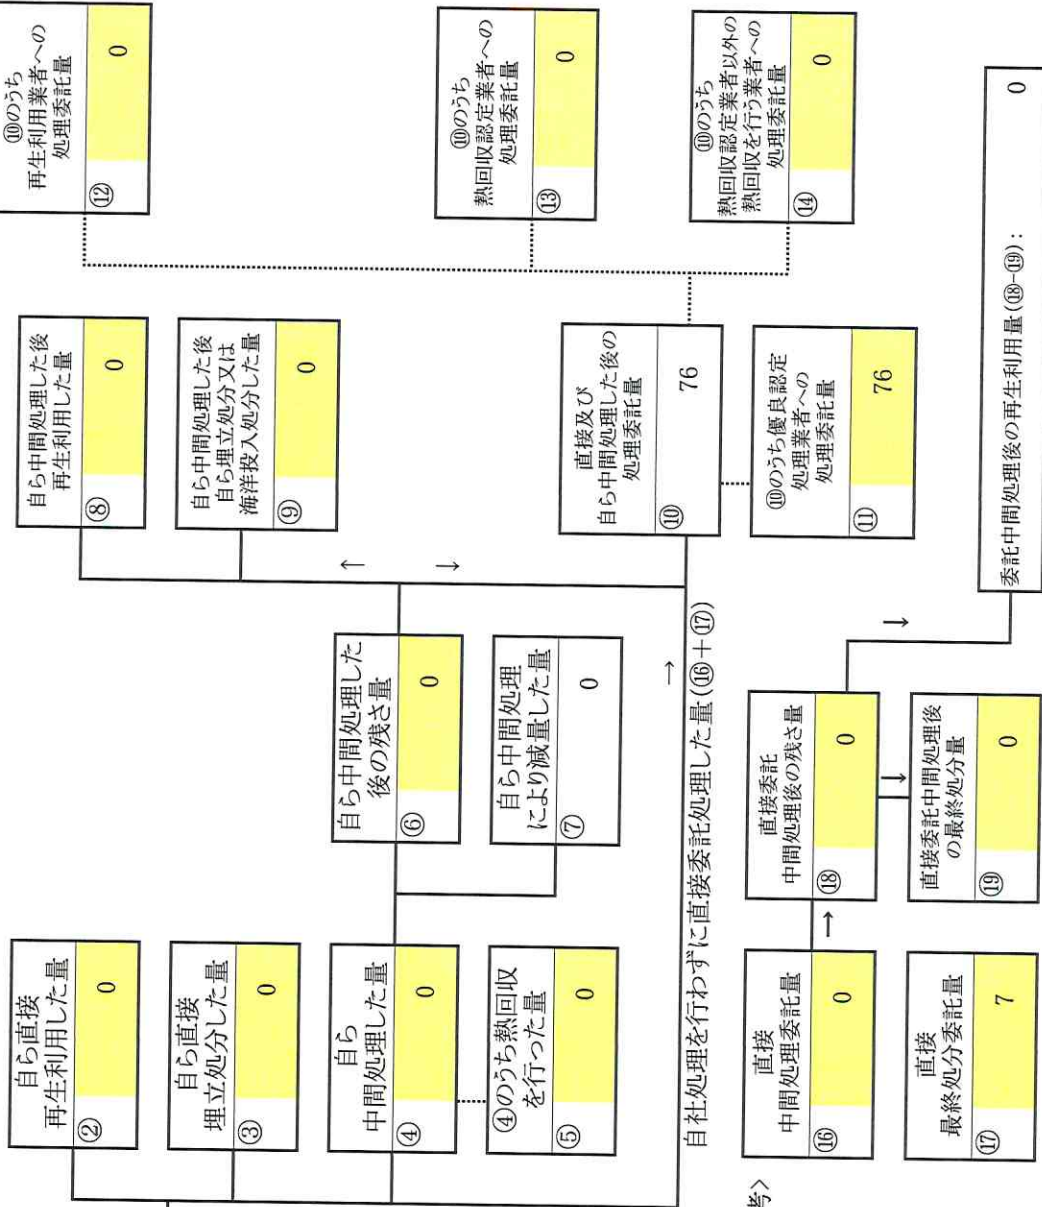 自ら直接
再生利用した量
② 0
自ら直接
埋立処分した量
③ 0
自ら
中間処理した量
④ 0
④のうち熱回収
を行った量
⑤ 0
自ら中間処理した
後の残さ量
⑥ 0
自ら中間処理
により減量した量
⑦ 0
自ら中間処理した後
再生利用した量
⑧ 0
自ら中間処理した後
自ら埋立処分又は
海洋投入処分した量
⑨ 0
直接及び
自ら中間処理した後の
処理委託量
⑩ 76
⑩のうち優良認定
処理業者への
処理委託量
⑪ 76
⑩のうち
再生利用業者への
処理委託量
⑫ 0
⑩のうち
熱回収認定業者への
処理委託量
⑬ 0
⑩のうち
熱回収認定業者以外の
熱回収を行う業者への
処理委託量
⑭ 0
自社処理を行わずに直接委託処理した量(⑯+⑰)
考>
直接
中間処理委託量
⑯ 0
直接
最終処分委託量
⑰ 7
直接委託
中間処理後の残さ量
⑱ 0
直接委託中間処理後
の最終処分量
⑲ 0
委託中間処理後の再生利用量(⑱-⑲): 0